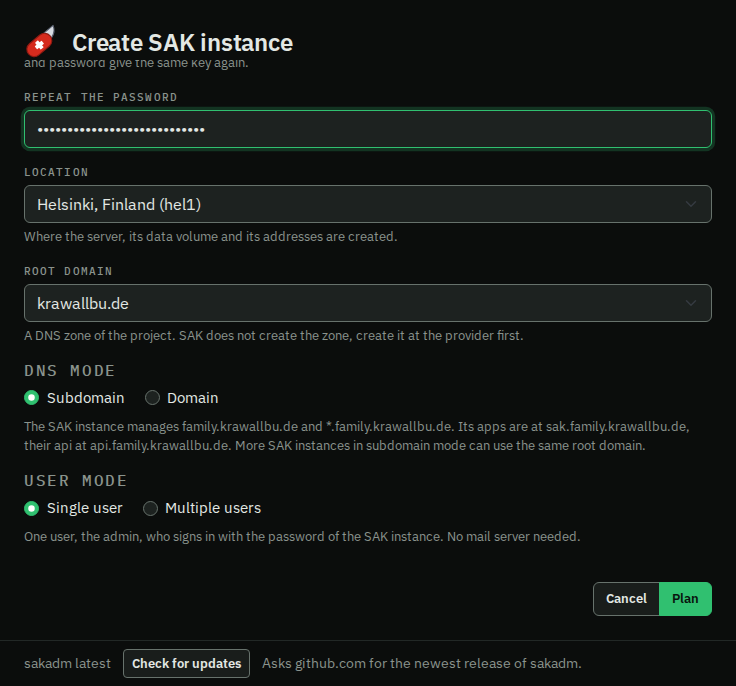 Create SAK instance
and password give the same key again.
REPEAT THE PASSWORD
••••••••••••••••••••••••••••
LOCATION
Helsinki, Finland (hel1)
Where the server, its data volume and its addresses are created.
ROOT DOMAIN
krawallbu.de
A DNS zone of the project. SAK does not create the zone, create it at the provider first.
DNS MODE
Subdomain Domain
The SAK instance manages family.krawallbu.de and *.family.krawallbu.de. Its apps are at sak.family.krawallbu.de,
their api at api.family.krawallbu.de. More SAK instances in subdomain mode can use the same root domain.
USER MODE
Single user Multiple users
One user, the admin, who signs in with the password of the SAK instance. No mail server needed.
Cancel Plan
sakadm latest Check for updates Asks github.com for the newest release of sakadm.